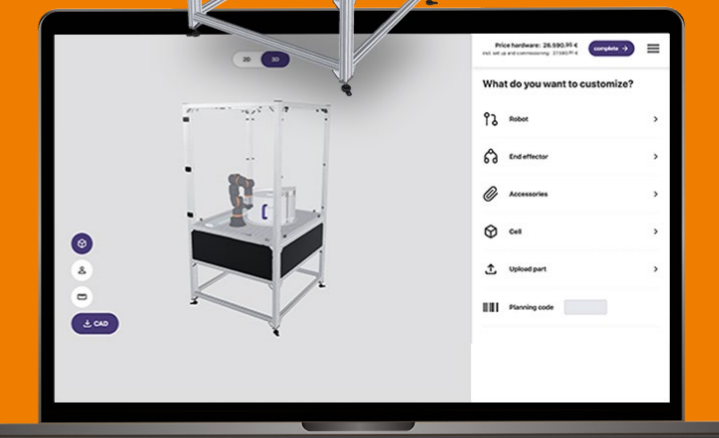 2D 3D
Price hardware: 26.590,95 €
complete →
What do you want to customize?
Robot
End effector
Accessories
Cell
Upload part
Planning code
CAD